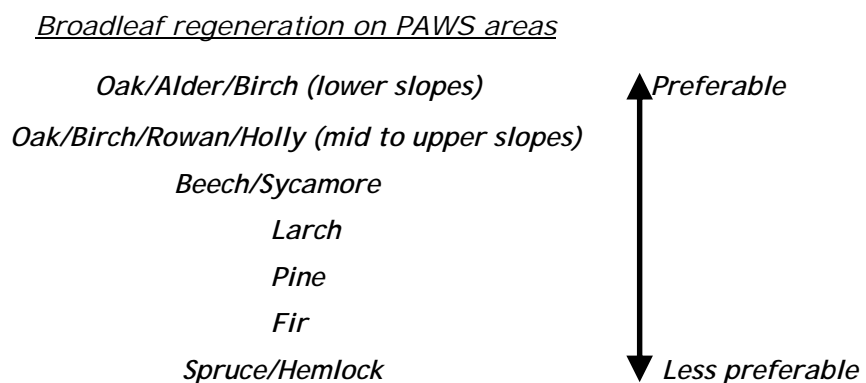 Broadleaf regeneration on PAWS areas
Oak/Alder/Birch (lower slopes) Preferable
Oak/Birch/Rowan/Holly (mid to upper slopes)
Beech/Sycamore
Larch
Pine
Fir
Spruce/Hemlock Less preferable